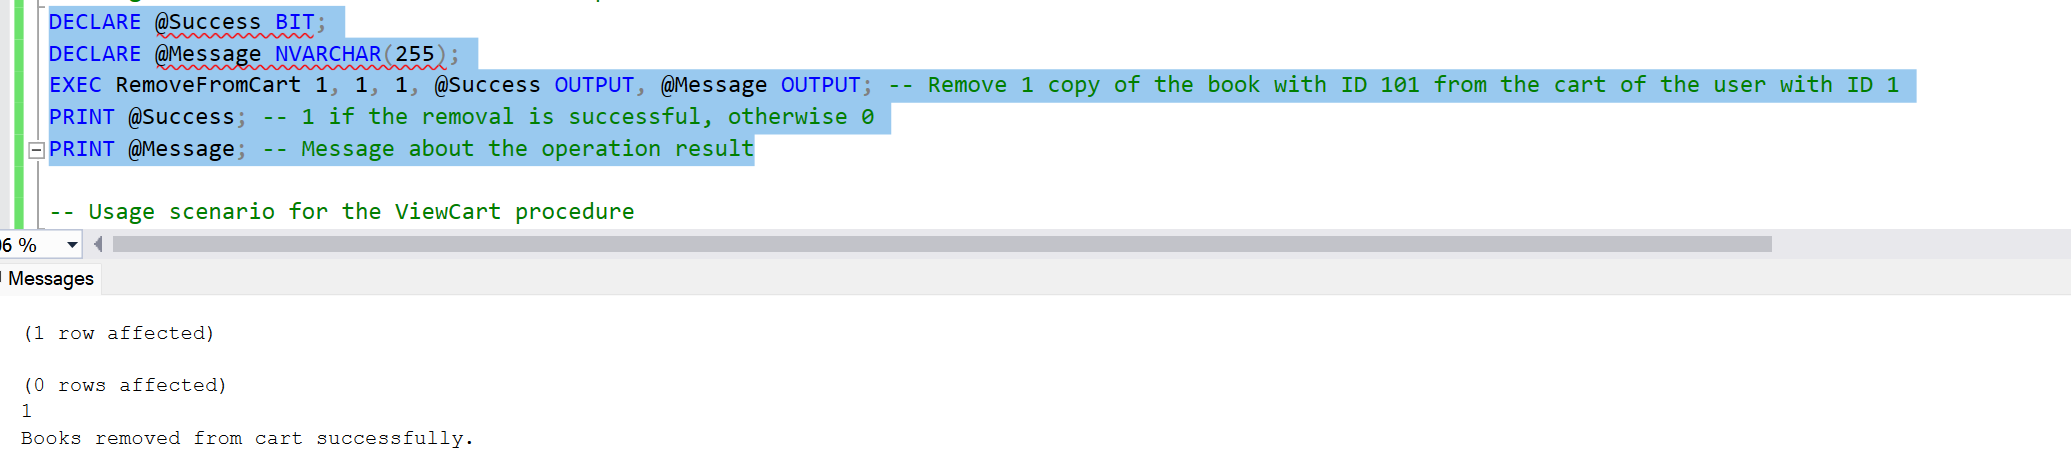 DECLARE @Success BIT;
DECLARE @Message NVARCHAR(255);
EXEC RemoveFromCart 1, 1, 1, @Success OUTPUT, @Message OUTPUT; -- Remove 1 copy of the book with ID 101 from the cart of the user with ID 1
PRINT @Success; -- 1 if the removal is successful, otherwise 0
PRINT @Message; -- Message about the operation result
-- Usage scenario for the ViewCart procedure
6 %
Messages
(1 row affected)
(0 rows affected)
1
Books removed from cart successfully.